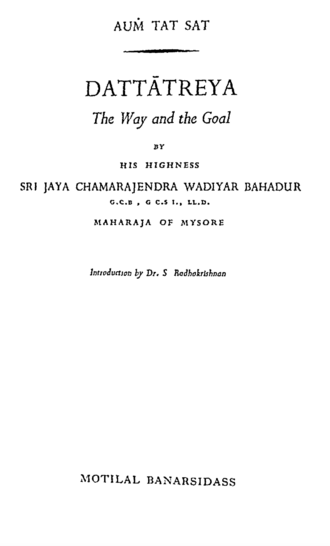 AUṀ TAT SAT
DATTĀTREYA
The Way and the Goal
BY
HIS HIGHNESS
SRI JAYA CHAMARAJENDRA WADIYAR BAHADUR
G.C.B , G C.S I., LL.D.
MAHARAJA OF MYSORE
Introduction by Dr. S Radhakrishnan
MOTILAL BANARSIDASS